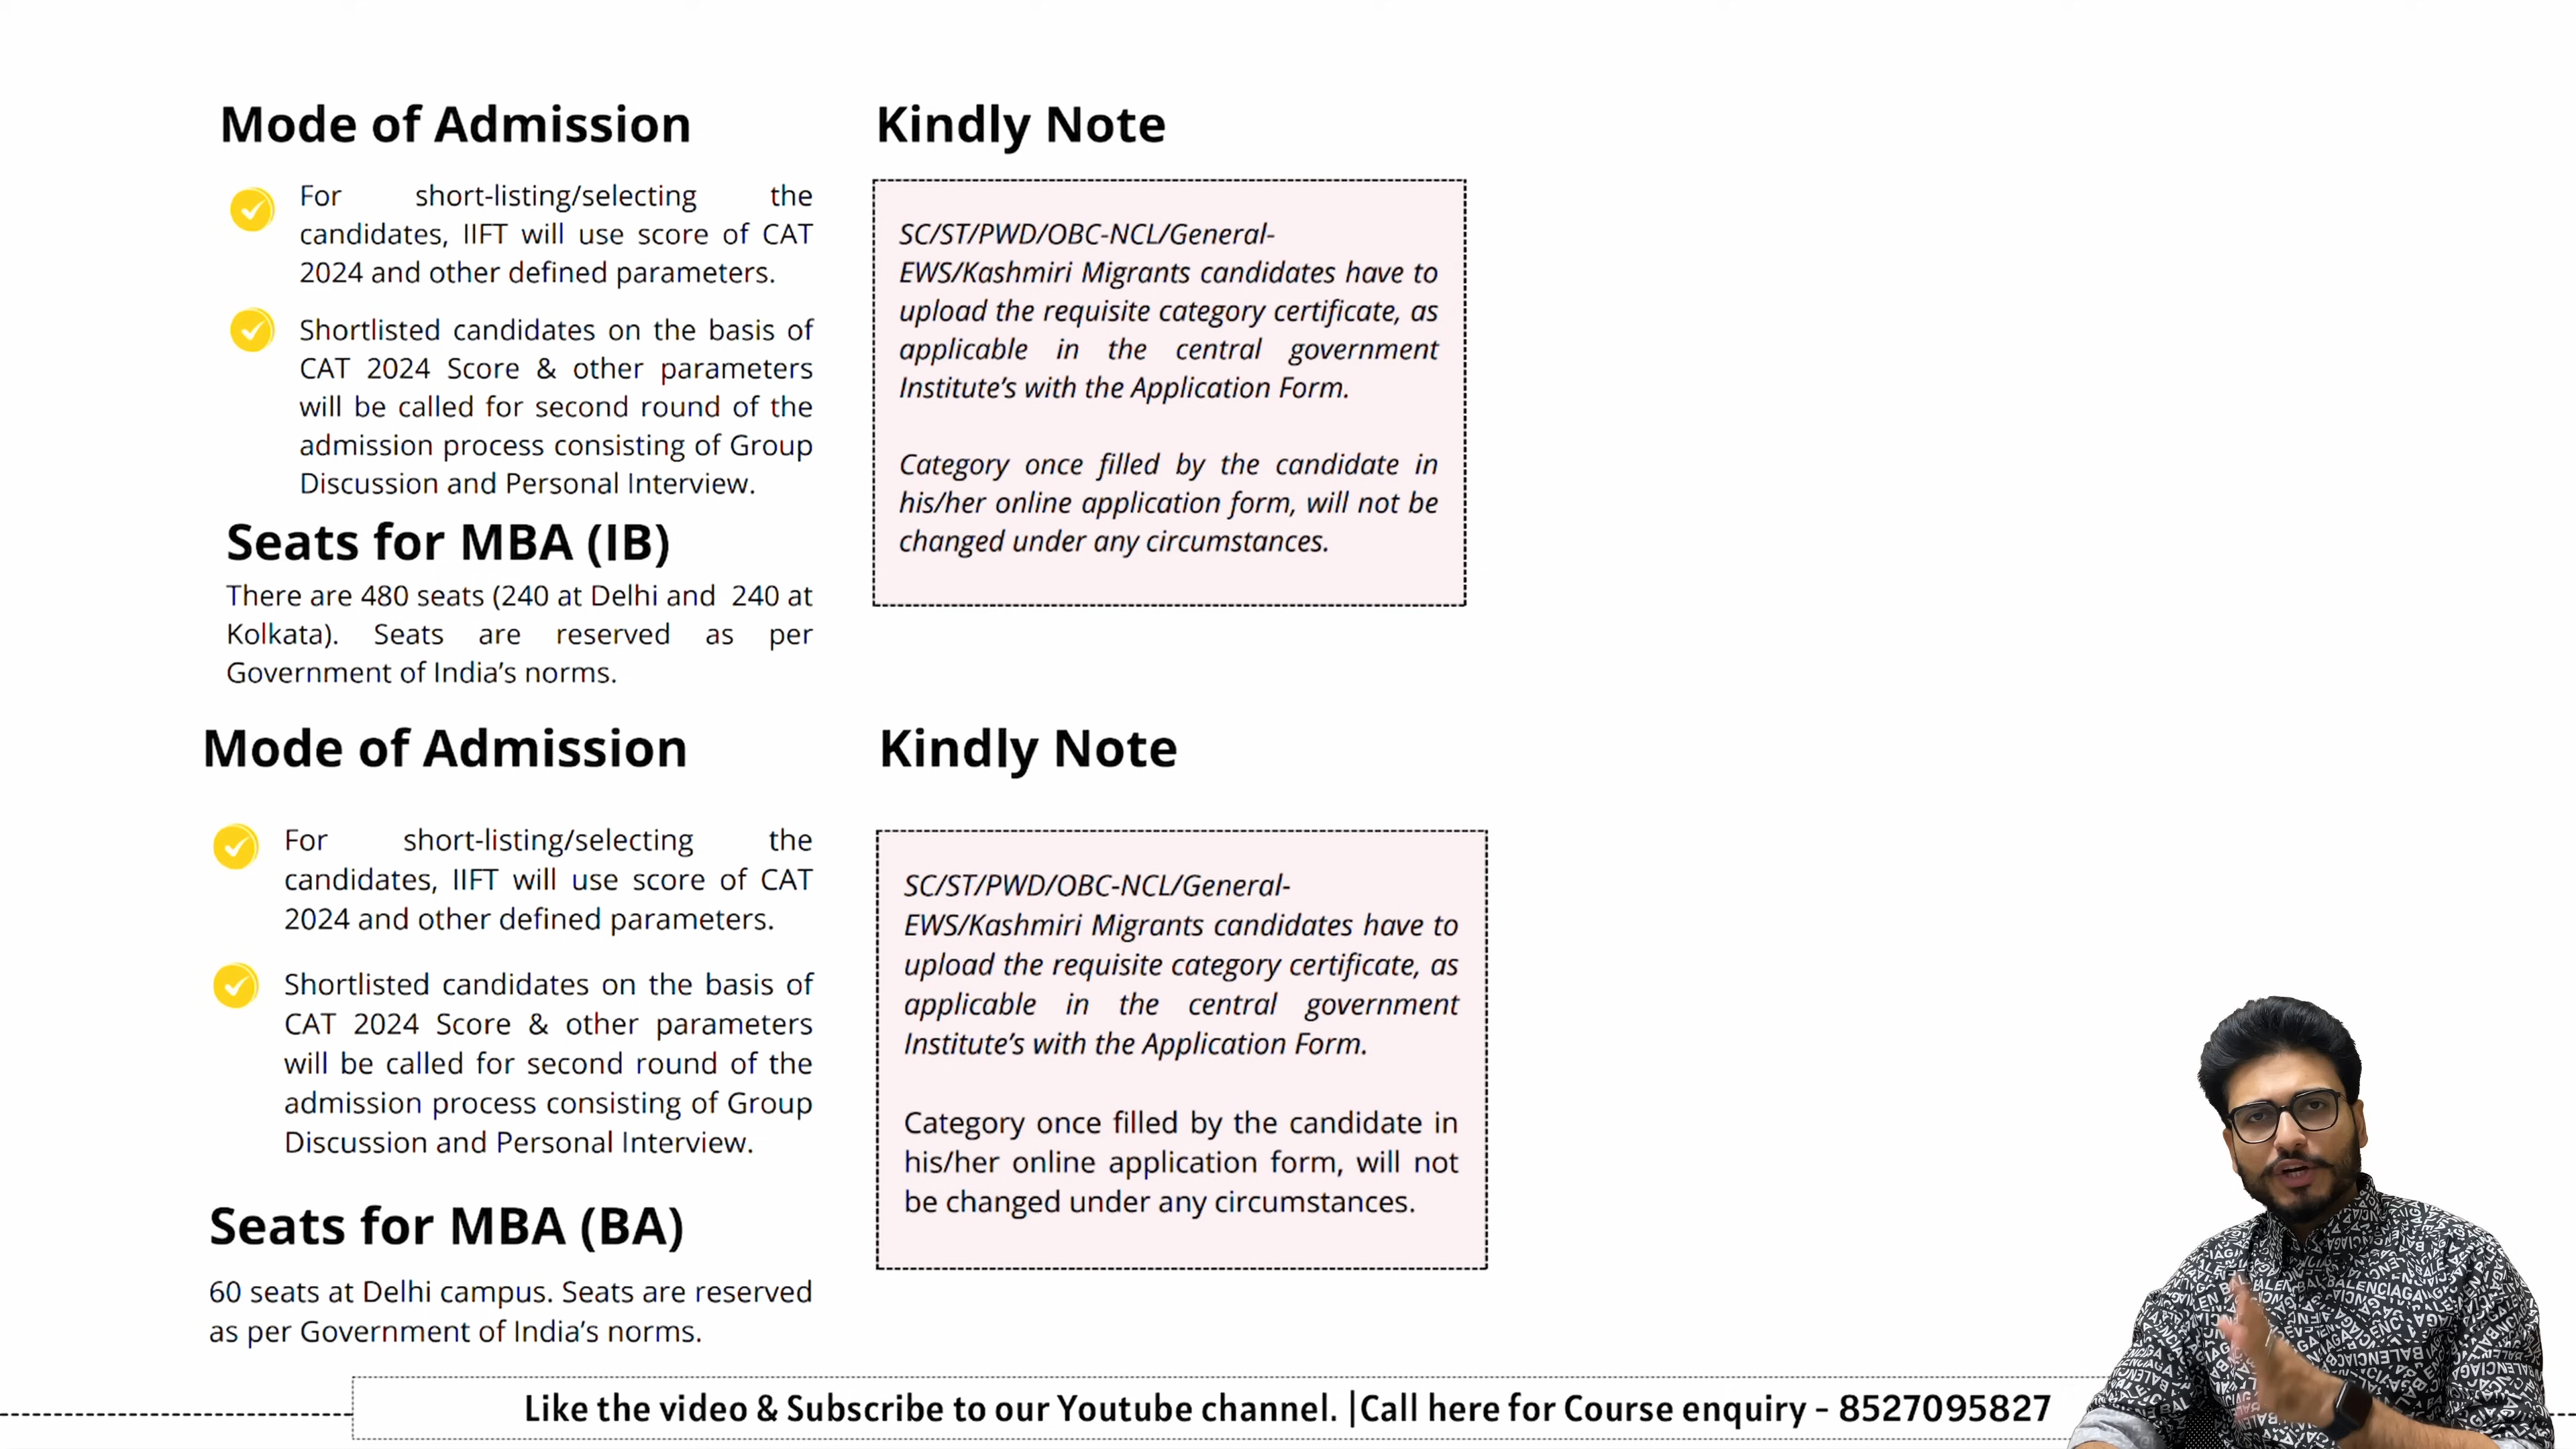 Mode of Admission
For short-listing/selecting the
candidates, IIFT will use score of CAT
2024 and other defined parameters.
Shortlisted candidates on the basis of
CAT 2024 Score & other parameters
will be called for second round of the
admission process consisting of Group
Discussion and Personal Interview.
Seats for MBA (IB)
There are 480 seats (240 at Delhi and 240 at
Kolkata). Seats are reserved as per
Government of India's norms.
Kindly Note
SC/ST/PWD/OBC-NCL/General-
EWS/Kashmiri Migrants candidates have to
upload the requisite category certificate, as
applicable in the central government
Institute's with the Application Form.
Category once filled by the candidate in
his/her online application form, will not be
changed under any circumstances.
Mode of Admission
For short-listing/selecting the
candidates, IIFT will use score of CAT
2024 and other defined parameters.
Shortlisted candidates on the basis of
CAT 2024 Score & other parameters
will be called for second round of the
admission process consisting of Group
Discussion and Personal Interview.
Seats for MBA (BA)
60 seats at Delhi campus. Seats are reserved
as per Government of India's norms.
Kindly Note
SC/ST/PWD/OBC-NCL/General-
EWS/Kashmiri Migrants candidates have to
upload the requisite category certificate, as
applicable in the central government
Institute's with the Application Form.
Category once filled by the candidate in
his/her online application form, will not
be changed under any circumstances.
Like the video & Subscribe to our Youtube channel. |Call here for Course enquiry - 8527095827